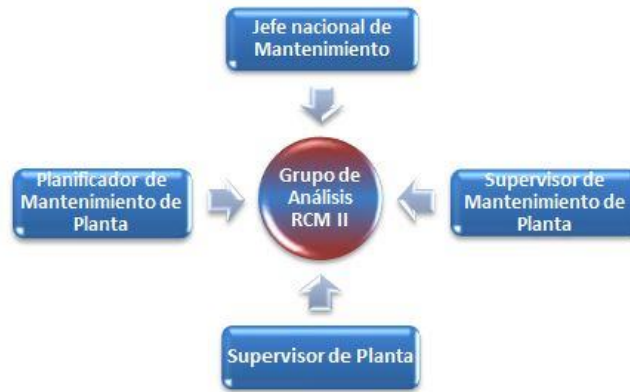 Jefe nacional de
Mantenimiento
Planificador de
Mantenimiento de
Planta
Grupo de
Análisis
RCM II
Supervisor de
Mantenimiento de
Planta
Supervisor de Planta